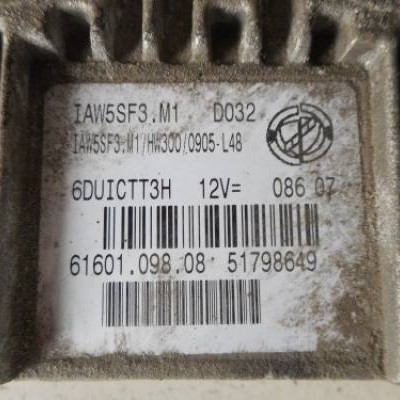 IAW5SF3.M1 D032
IAW5SF3.M1/HW300/0905-L48
6DUICTT3H 12V= 086 07
61601.098.08 51798649